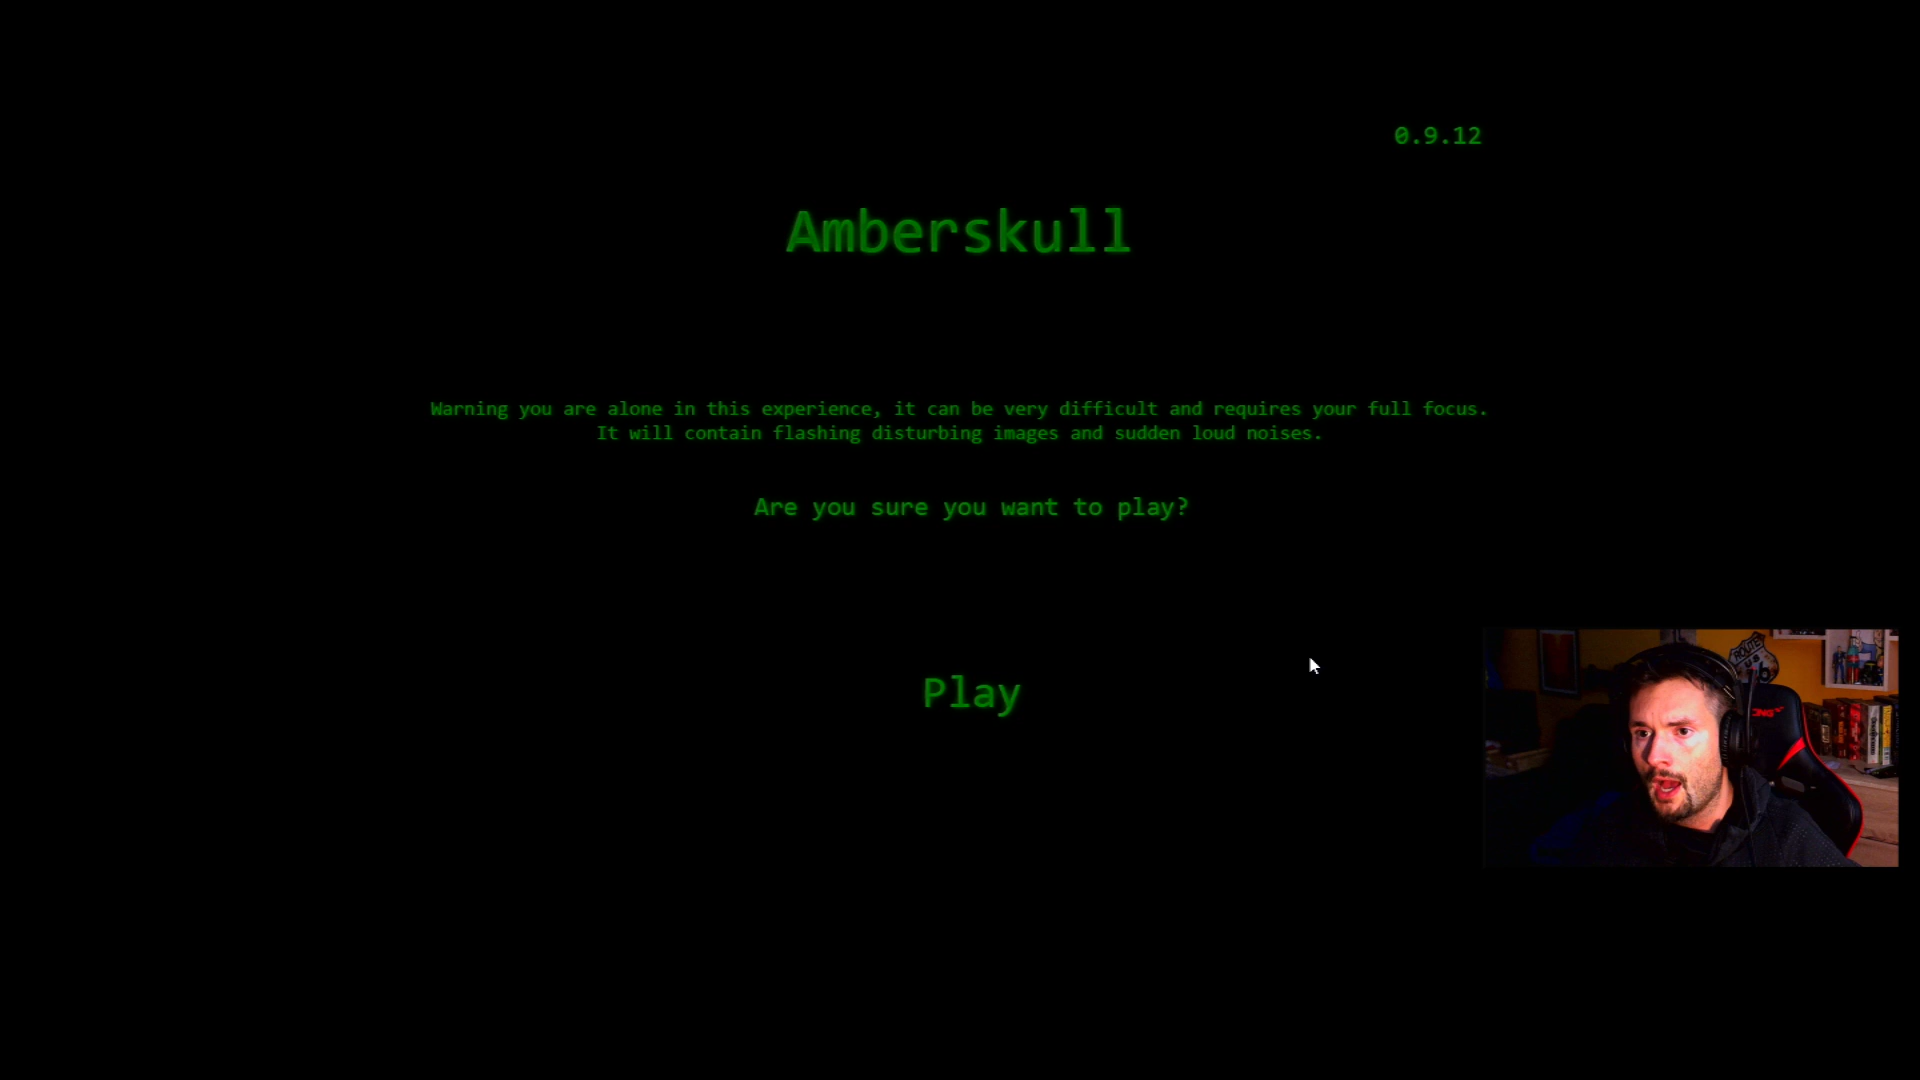 0.9.12
Amberskull
Warning you are alone in this experience, it can be very difficult and requires your full focus.
It will contain flashing disturbing images and sudden loud noises.
Are you sure you want to play?
Play
ROUTE
US